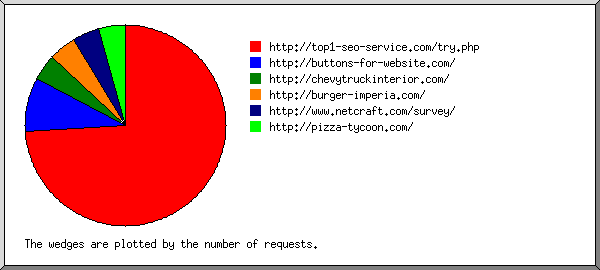 http://top1-seo-service.com/try.php
http://buttons-for-website.com/
http://chevytruckinterior.com/
http://burger-imperia.com/
http://www.netcraft.com/survey/
http://pizza-tycoon.com/
The wedges are plotted by the number of requests.